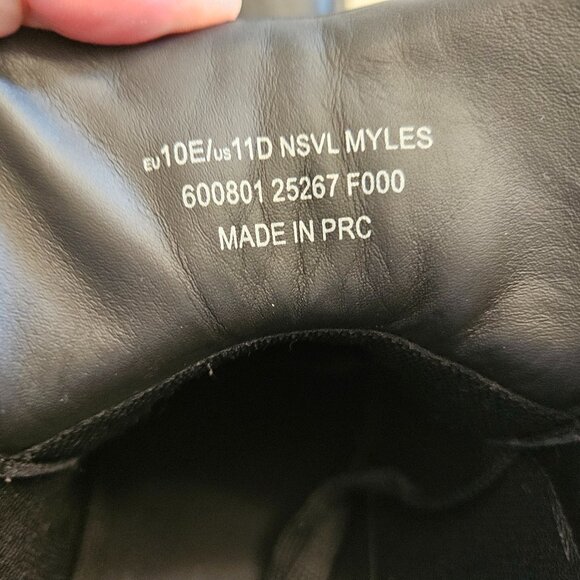 EU10E/US11D NSVL MYLES
600801 25267 F000
MADE IN PRC